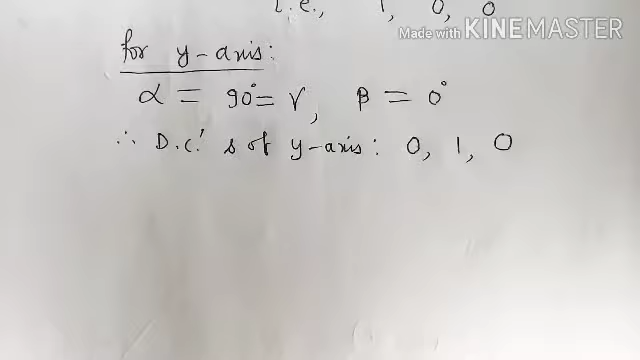 i.e., 1, 0, 0
Made with KINEMASTER
for y-axis:
α = 90° = γ, β = 0°
∴ D.C.'s of y-axis: 0, 1, 0